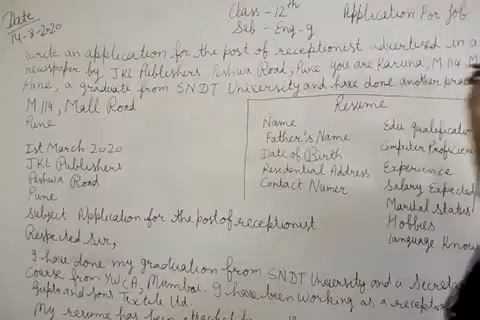 Date
14-8-2020
Class - 12th
Sub - Eng-g
Application For Job
Write an application for the post of receptionist advertised in a
newspaper by JKL Publishers Peshwa Road, Pune you are Karuna, M 114, M
Pune, a graduate from SNDT University and have done another
M 114, Mall Road
Pune
1st March 2020
JKL Publishers
Peshwa Road
Pune
Subject Application for the post of receptionist
Respected Sir,
I have done my graduation from SNDT University and a
Course from YWCA, Mumbai. I have been working as a
Gupta and sons Textile Ltd.
My resume has been attached
Resume
Name
Father's Name
Date of Birth
Residential Address
Contact Numer
Edu qualificatio
Computer Proficien
Experience
Salary Expected
Marital Status
Hobbies
language Know